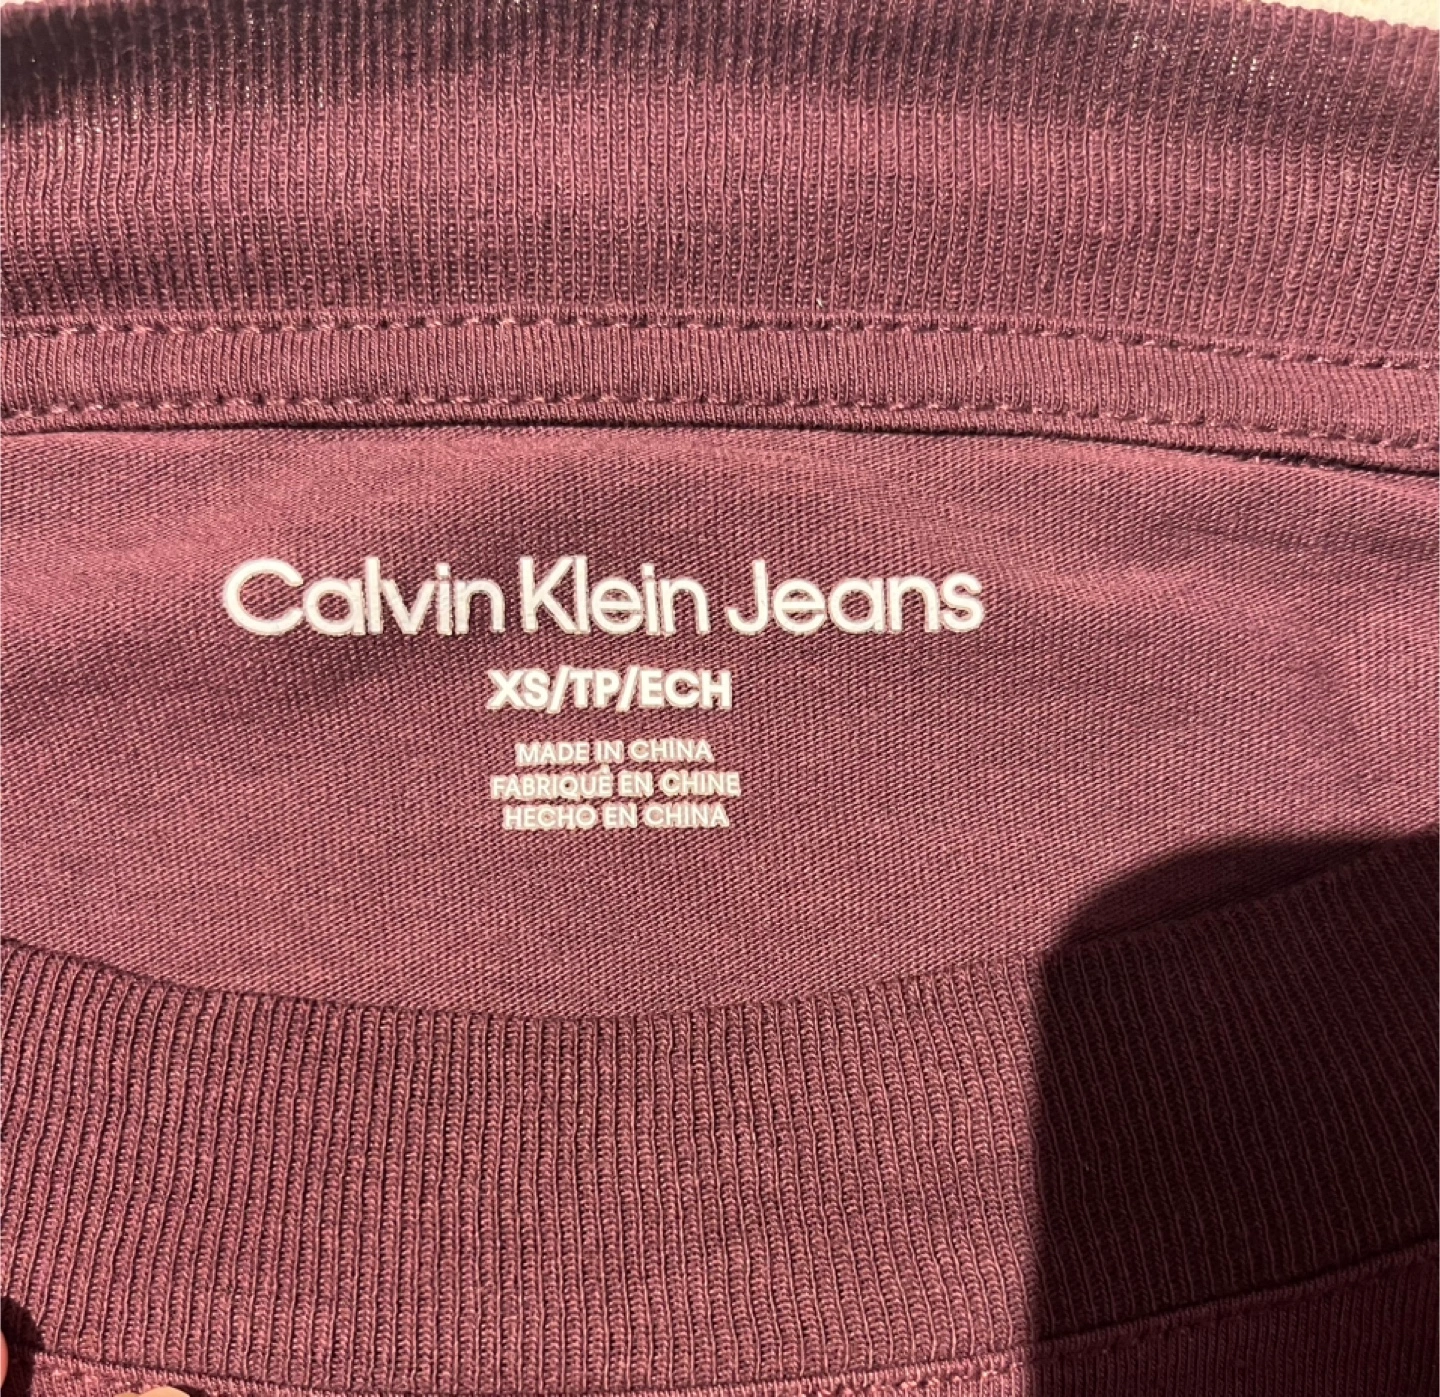 Calvin Klein Jeans
XS/TP/ECH
MADE IN CHINA
FABRIQUÉ EN CHINE
HECHO EN CHINA